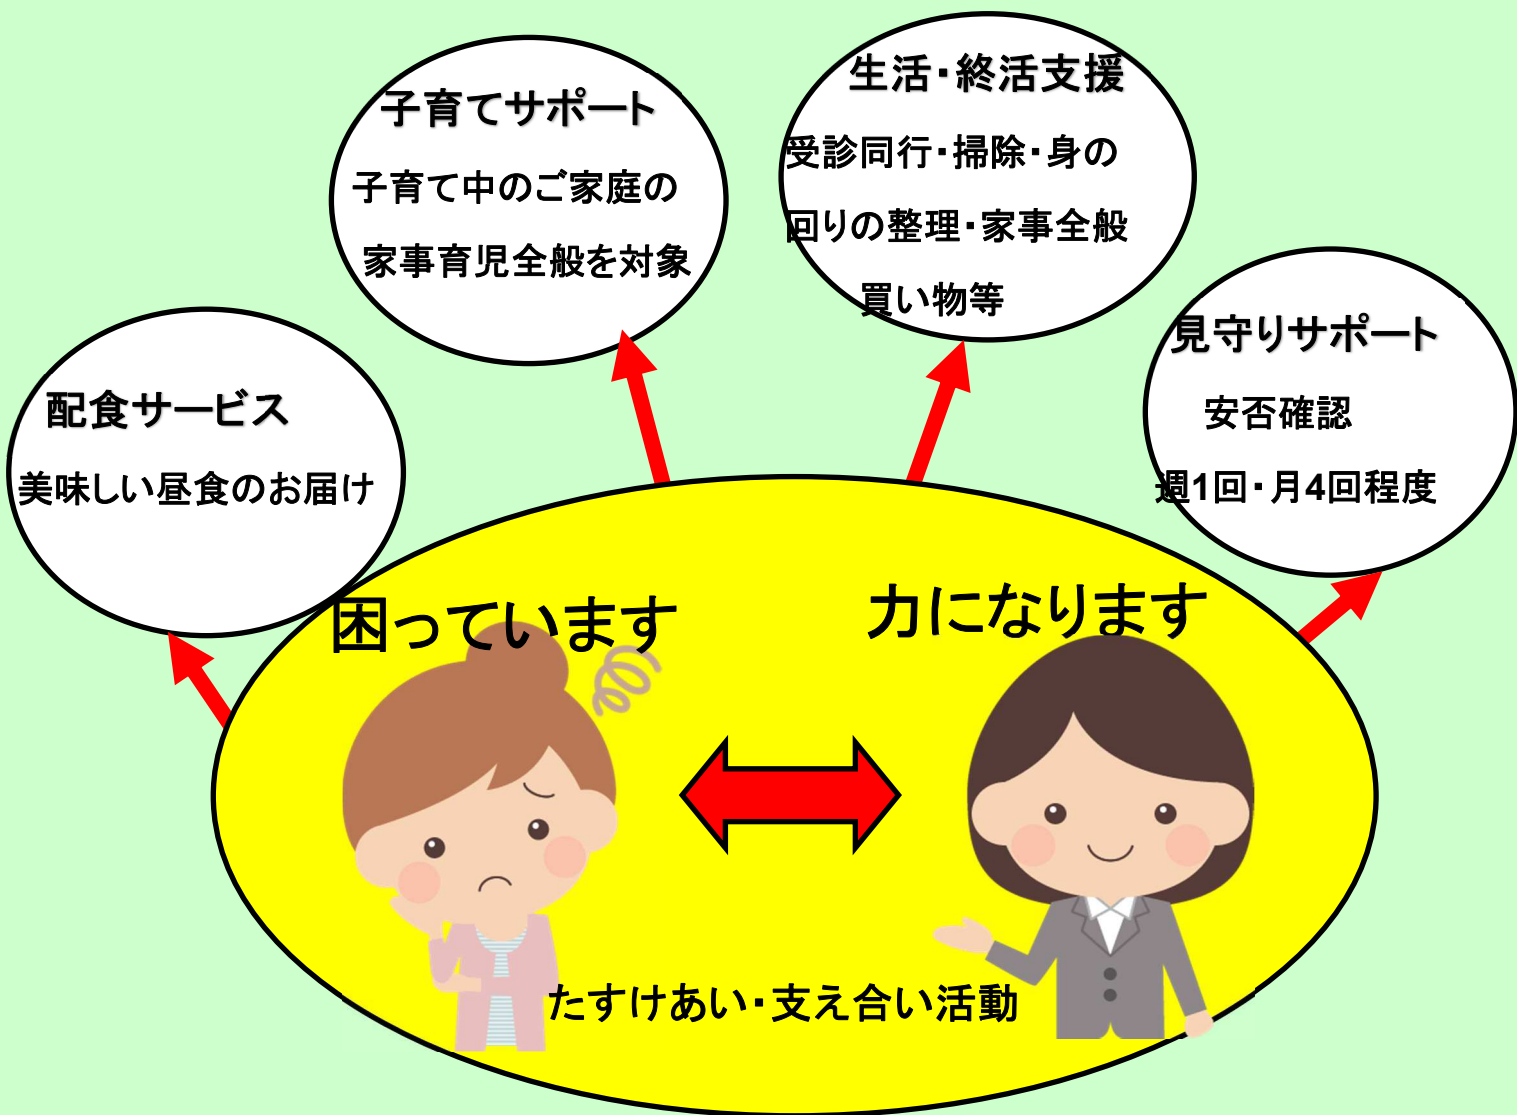 子育てサポート
子育て中のご家庭の
家事育児全般を対象
生活・終活支援
受診同行・掃除・身の
回りの整理・家事全般
買い物等
配食サービス
美味しい昼食のお届け
見守りサポート
安否確認
週1回・月4回程度
困っています
力になります
たすけあい・支え合い活動